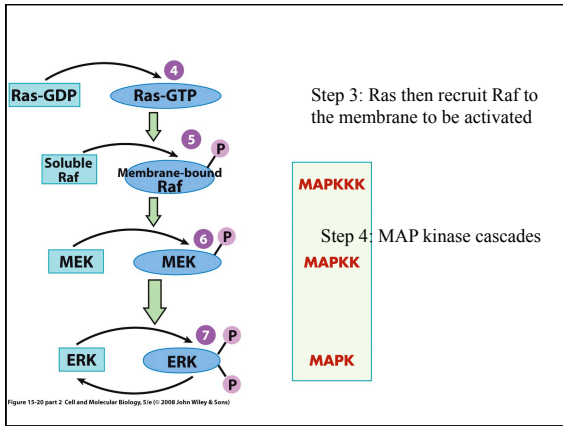 4
Ras-GDP
Ras-GTP
Step 3: Ras then recruit Raf to
the membrane to be activated
5
P
Soluble
Raf
Membrane-bound
Raf
MAPKKK
6
P
Step 4: MAP kinase cascades
MEK
MEK
MAPKK
7
P
ERK
ERK
MAPK
P
Figure 15-20 part 2 Cell and Molecular Biology, 5/e (© 2008 John Wiley & Sons)